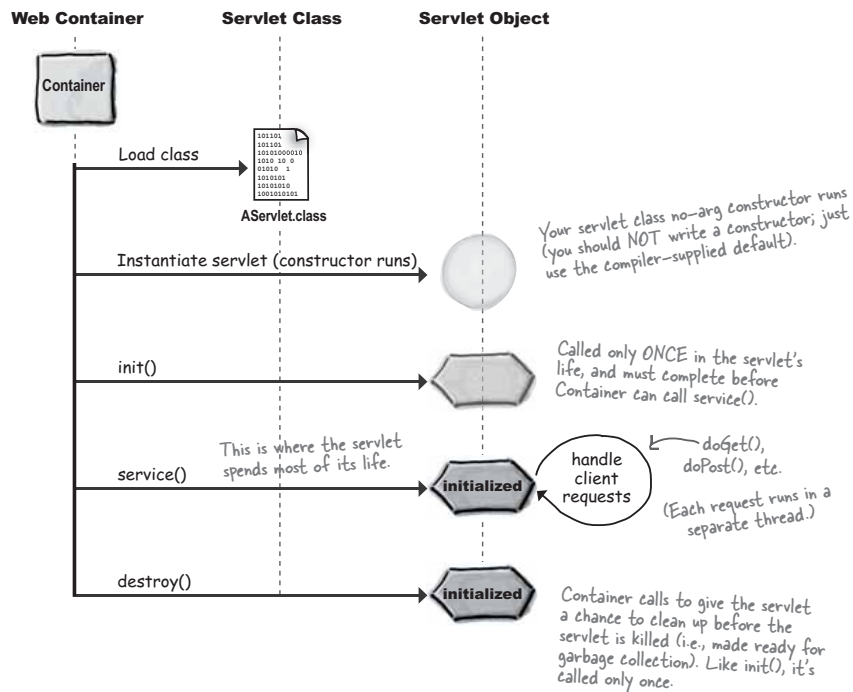 Web Container
Servlet Class
Servlet Object
Container
Load class
101101
101101
10101000010
1010 10 0
01010 1
1010101
10101010
1001010101
AServlet.class
Instantiate servlet (constructor runs)
Your servlet class no-arg constructor runs
(you should NOT write a constructor; just
use the compiler-supplied default).
init()
Called only ONCE in the servlet's
life, and must complete before
Container can call service().
This is where the servlet
spends most of its life.
service()
initialized
handle
client
requests
doGet(),
doPost(), etc.
(Each request runs in a
separate thread.)
destroy()
initialized
Container calls to give the servlet
a chance to clean up before the
servlet is killed (i.e., made ready for
garbage collection). Like init(), it's
called only once.